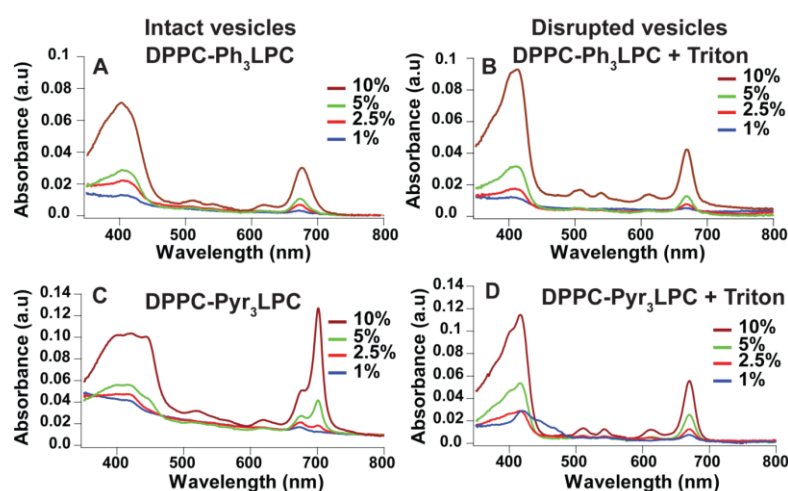 Intact vesicles
DPPC-Ph₃LPC
Disrupted vesicles
DPPC-Ph₃LPC + Triton
A
0.1
0.08
0.06
0.04
0.02
0.0
Absorbance (a.u)
10%
5%
2.5%
1%
400 500 600 700 800
Wavelength (nm)
B
0.1
0.08
0.06
0.04
0.02
0.0
Absorbance (a.u)
10%
5%
2.5%
1%
400 500 600 700 800
Wavelength (nm)
C
DPPC-Pyr₃LPC
0.14
0.12
0.10
0.08
0.06
0.04
0.02
0.0
Absorbance (a.u)
10%
5%
2.5%
1%
400 500 600 700 800
Wavelength (nm)
D
DPPC-Pyr₃LPC + Triton
0.14
0.12
0.1
0.08
0.06
0.04
0.02
0.0
Absorbance (a.u)
10%
5%
2.5%
1%
400 500 600 700 800
Wavelength (nm)